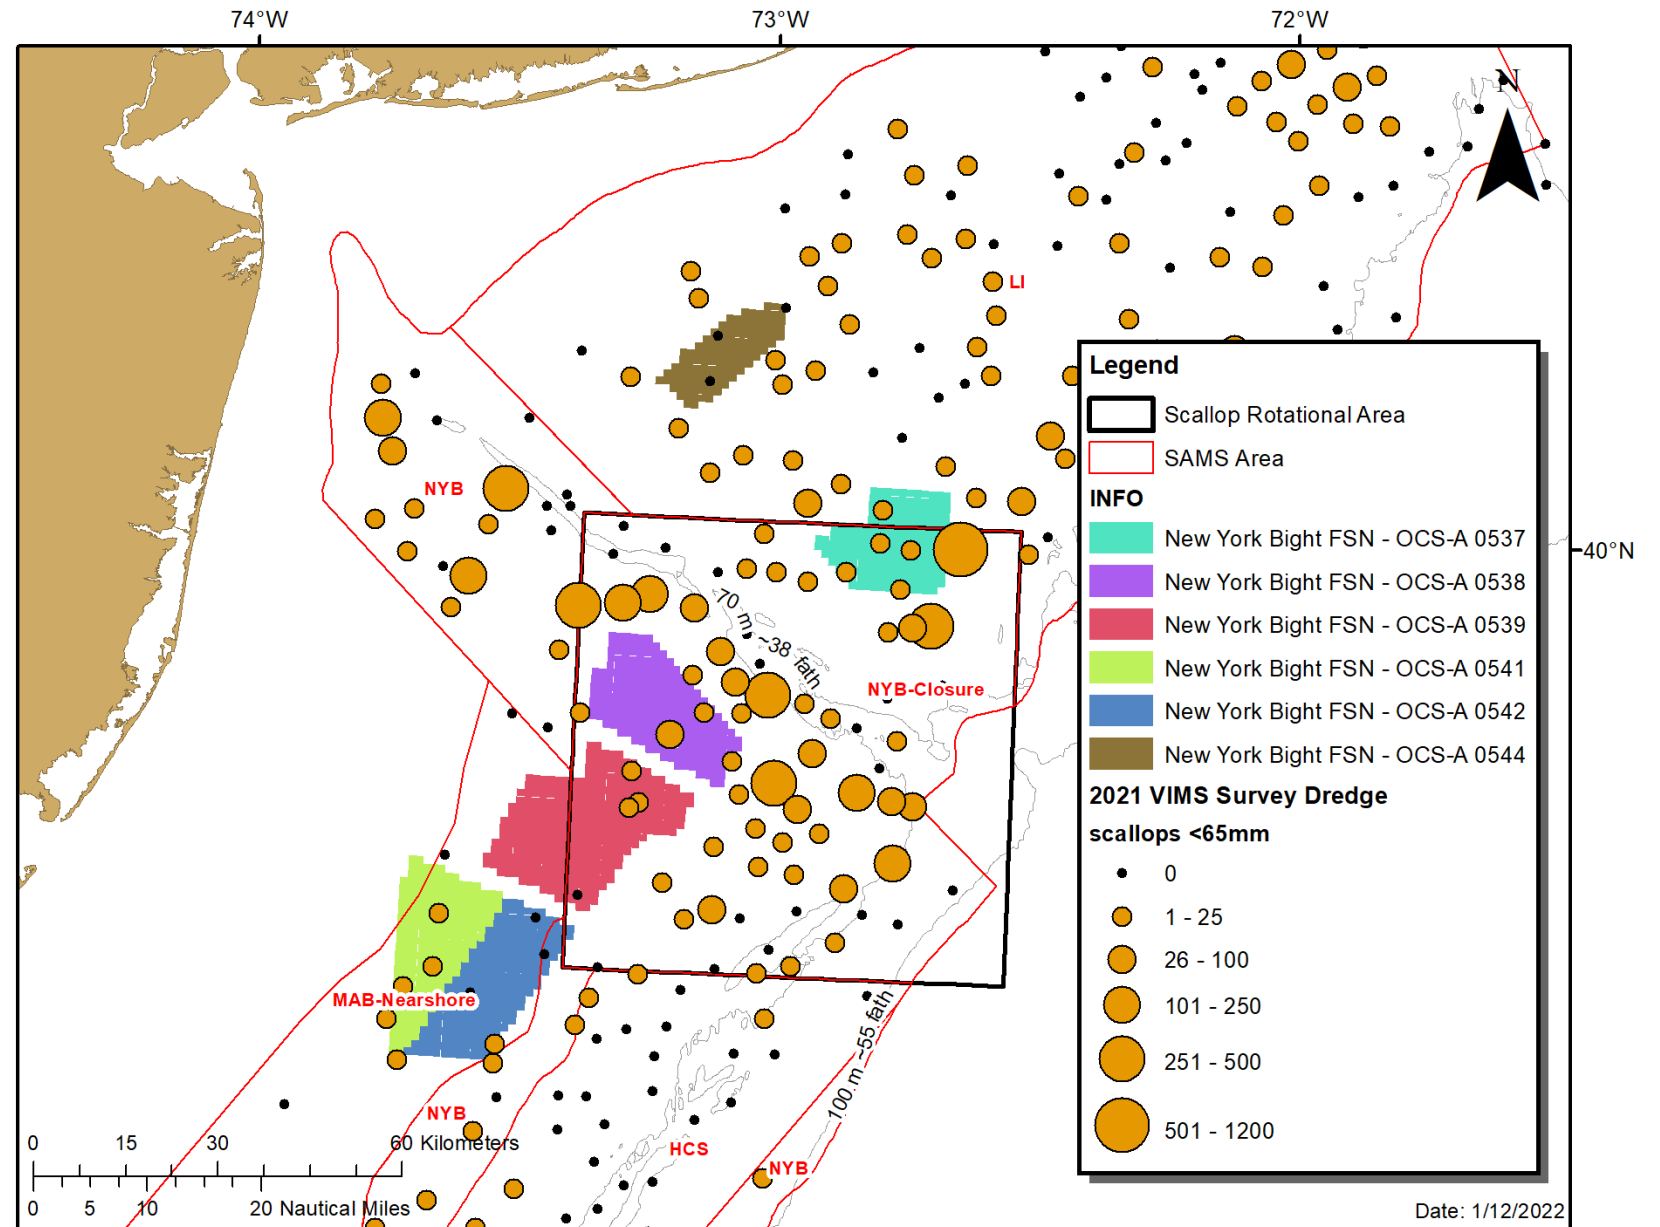 74°W
73°W
72°W
N
LI
Legend
Scallop Rotational Area
SAMS Area
NYB
INFO
New York Bight FSN - OCS-A 0537
40°N
New York Bight FSN - OCS-A 0538
70 m ~38 fath
New York Bight FSN - OCS-A 0539
New York Bight FSN - OCS-A 0541
NYB-Closure
New York Bight FSN - OCS-A 0542
New York Bight FSN - OCS-A 0544
2021 VIMS Survey Dredge
scallops <65mm
0
1 - 25
26 - 100
MAB-Nearshore
101 - 250
100 m ~55 fath
251 - 500
NYB
501 - 1200
0 15 30 60 Kilometers
HCS
NYB
0 5 10 20 Nautical Miles
Date: 1/12/2022